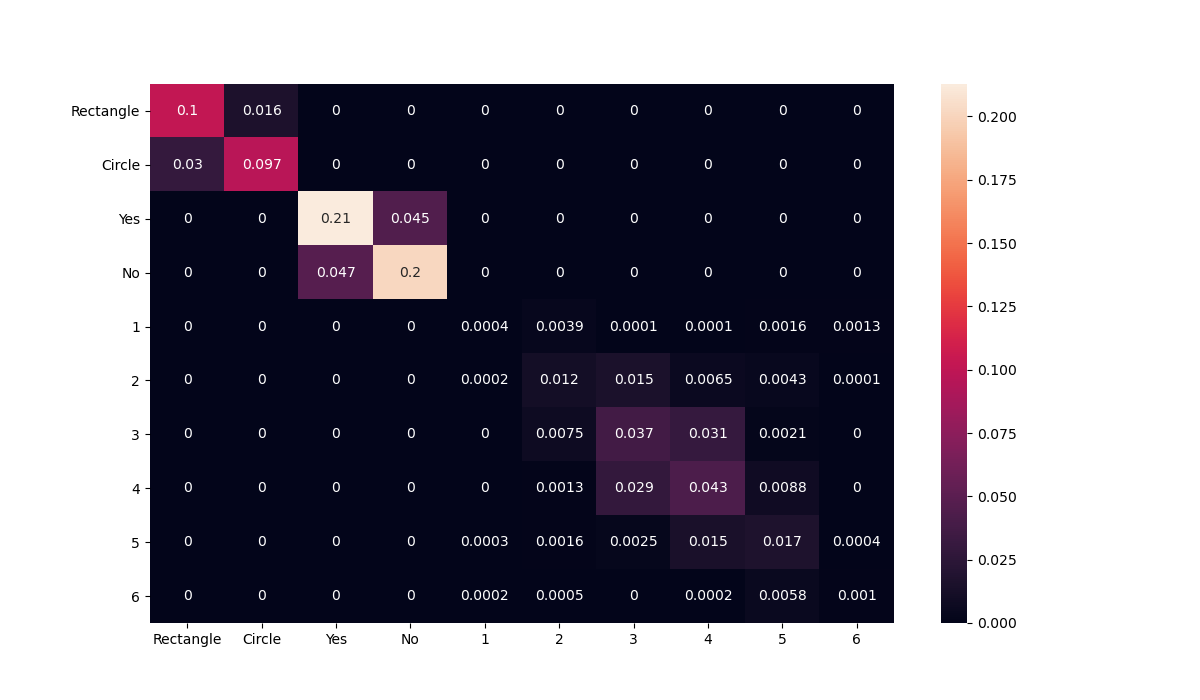 Rectangle 0.1 0.016 0 0 0 0 0 0 0 0
Circle 0.03 0.097 0 0 0 0 0 0 0 0
Yes 0 0 0.21 0.045 0 0 0 0 0 0
No 0 0 0.047 0.2 0 0 0 0 0 0
1 0 0 0 0 0.0004 0.0039 0.0001 0.0001 0.0016 0.0013
2 0 0 0 0 0.0002 0.012 0.015 0.0065 0.0043 0.0001
3 0 0 0 0 0 0.0075 0.037 0.031 0.0021 0
4 0 0 0 0 0 0.0013 0.029 0.043 0.0088 0
5 0 0 0 0 0.0003 0.0016 0.0025 0.015 0.017 0.0004
6 0 0 0 0 0.0002 0.0005 0 0.0002 0.0058 0.001
Rectangle Circle Yes No 1 2 3 4 5 6
0.200
0.175
0.150
0.125
0.100
0.075
0.050
0.025
0.000